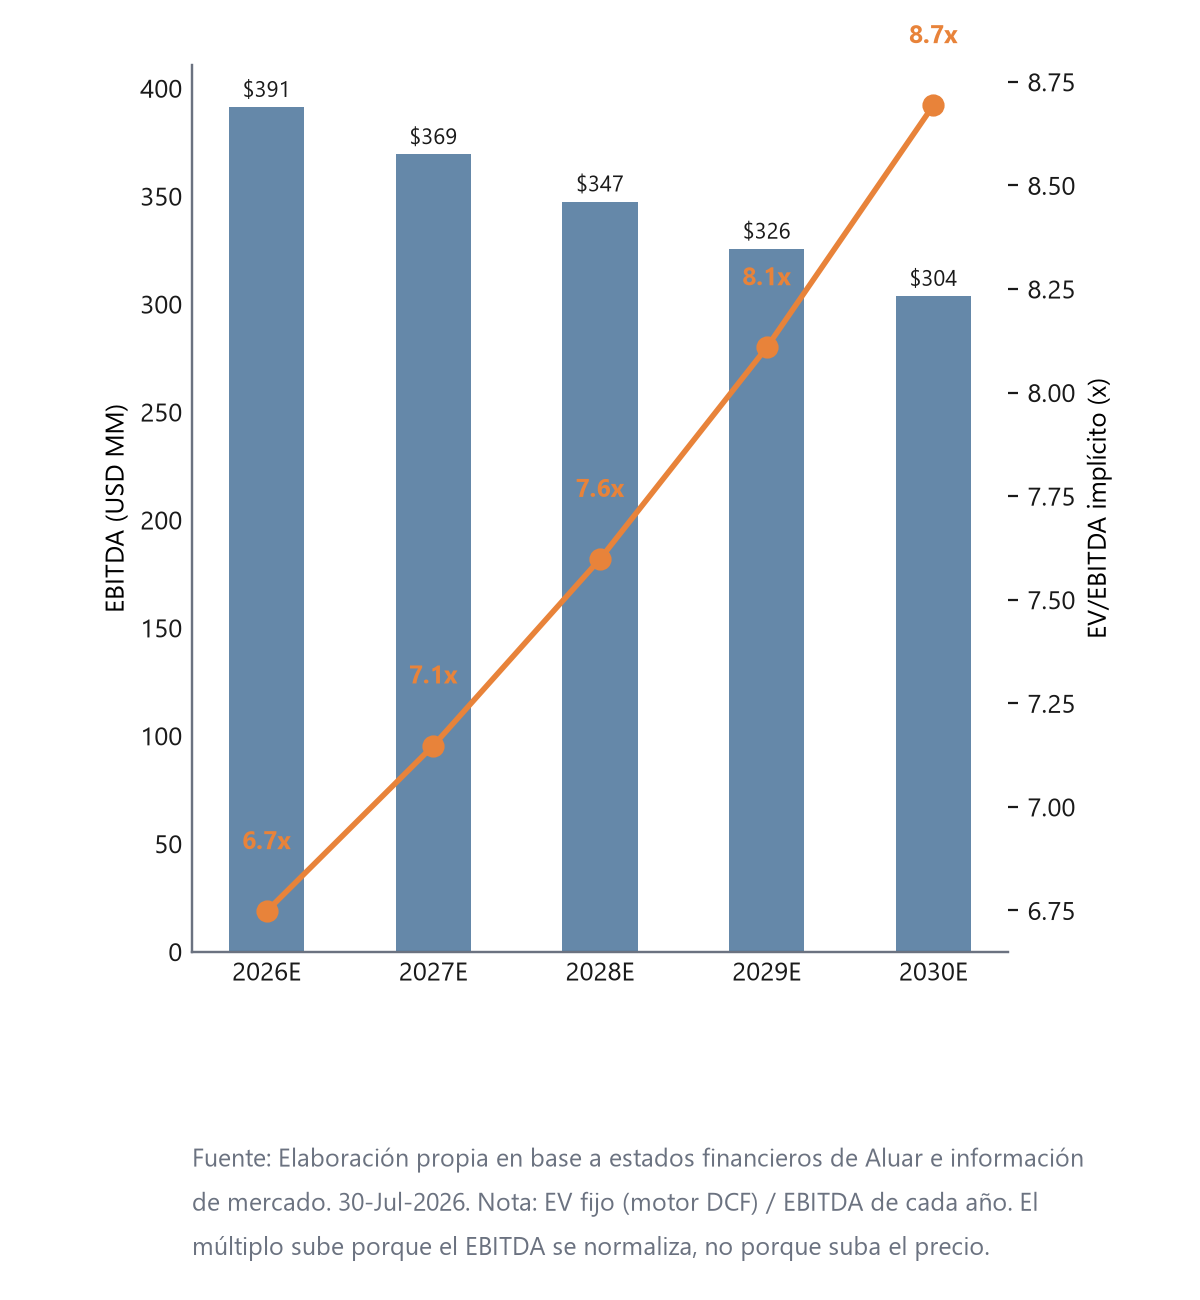 8.7x
400
350
300
250
200
150
100
50
0
EBITDA (USD MM)
$391
$369
$347
$326
$304
6.7x
7.1x
7.6x
8.1x
8.75
8.50
8.25
8.00
7.75
7.50
7.25
7.00
6.75
EV/EBITDA implícito (x)
2026E
2027E
2028E
2029E
2030E
Fuente: Elaboración propia en base a estados financieros de Aluar e información
de mercado. 30-Jul-2026. Nota: EV fijo (motor DCF) / EBITDA de cada año. El
múltiplo sube porque el EBITDA se normaliza, no porque suba el precio.